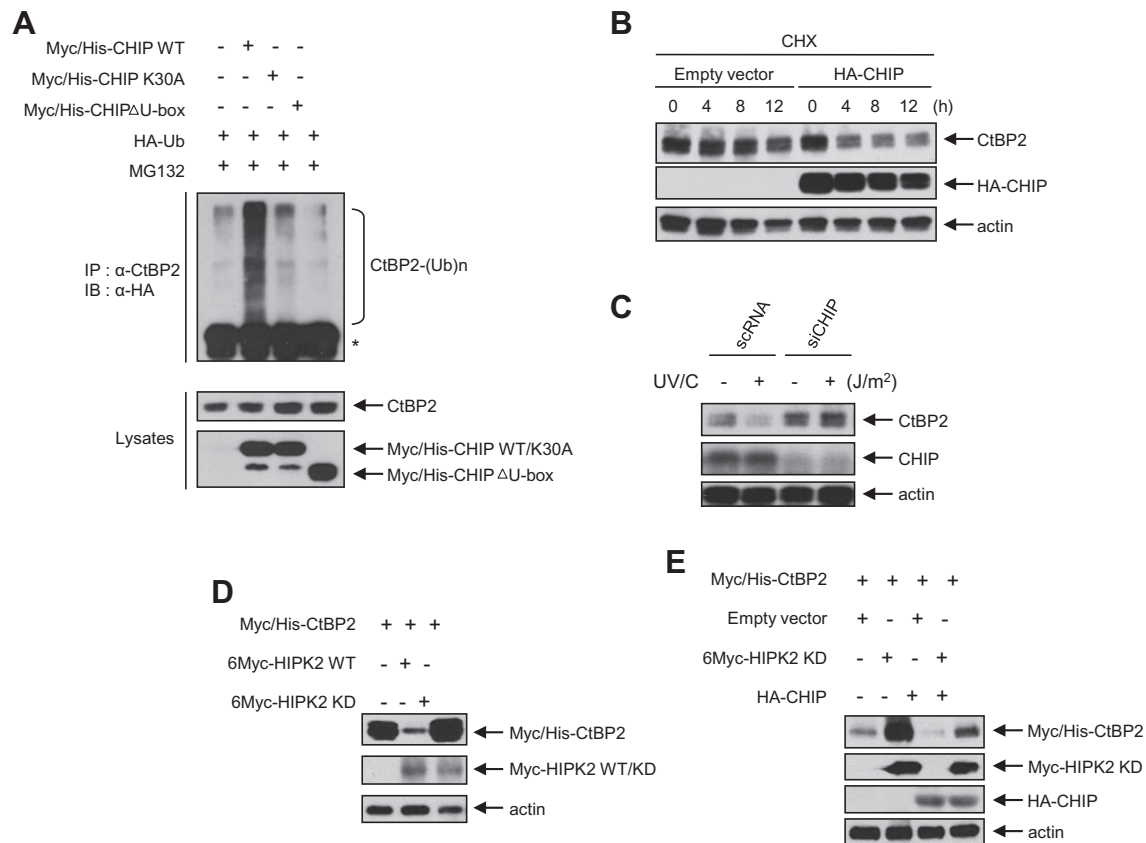 A
Myc/His-CHIP WT - + - -
Myc/His-CHIP K30A - - + -
Myc/His-CHIP△U-box - - - +
HA-Ub + + + +
MG132 + + + +
IP : α-CtBP2
IB : α-HA
CtBP2-(Ub)n
*
Lysates
CtBP2
Myc/His-CHIP WT/K30A
Myc/His-CHIP △U-box
B
CHX
Empty vector HA-CHIP
0 4 8 12 0 4 8 12 (h)
CtBP2
HA-CHIP
actin
C
scRNA siCHIP
UV/C - + - + (J/m²)
CtBP2
CHIP
actin
D
Myc/His-CtBP2 + + +
6Myc-HIPK2 WT - + -
6Myc-HIPK2 KD - - +
Myc/His-CtBP2
Myc-HIPK2 WT/KD
actin
E
Myc/His-CtBP2 + + + +
Empty vector + - + -
6Myc-HIPK2 KD - + - +
HA-CHIP - - + +
Myc/His-CtBP2
Myc-HIPK2 KD
HA-CHIP
actin